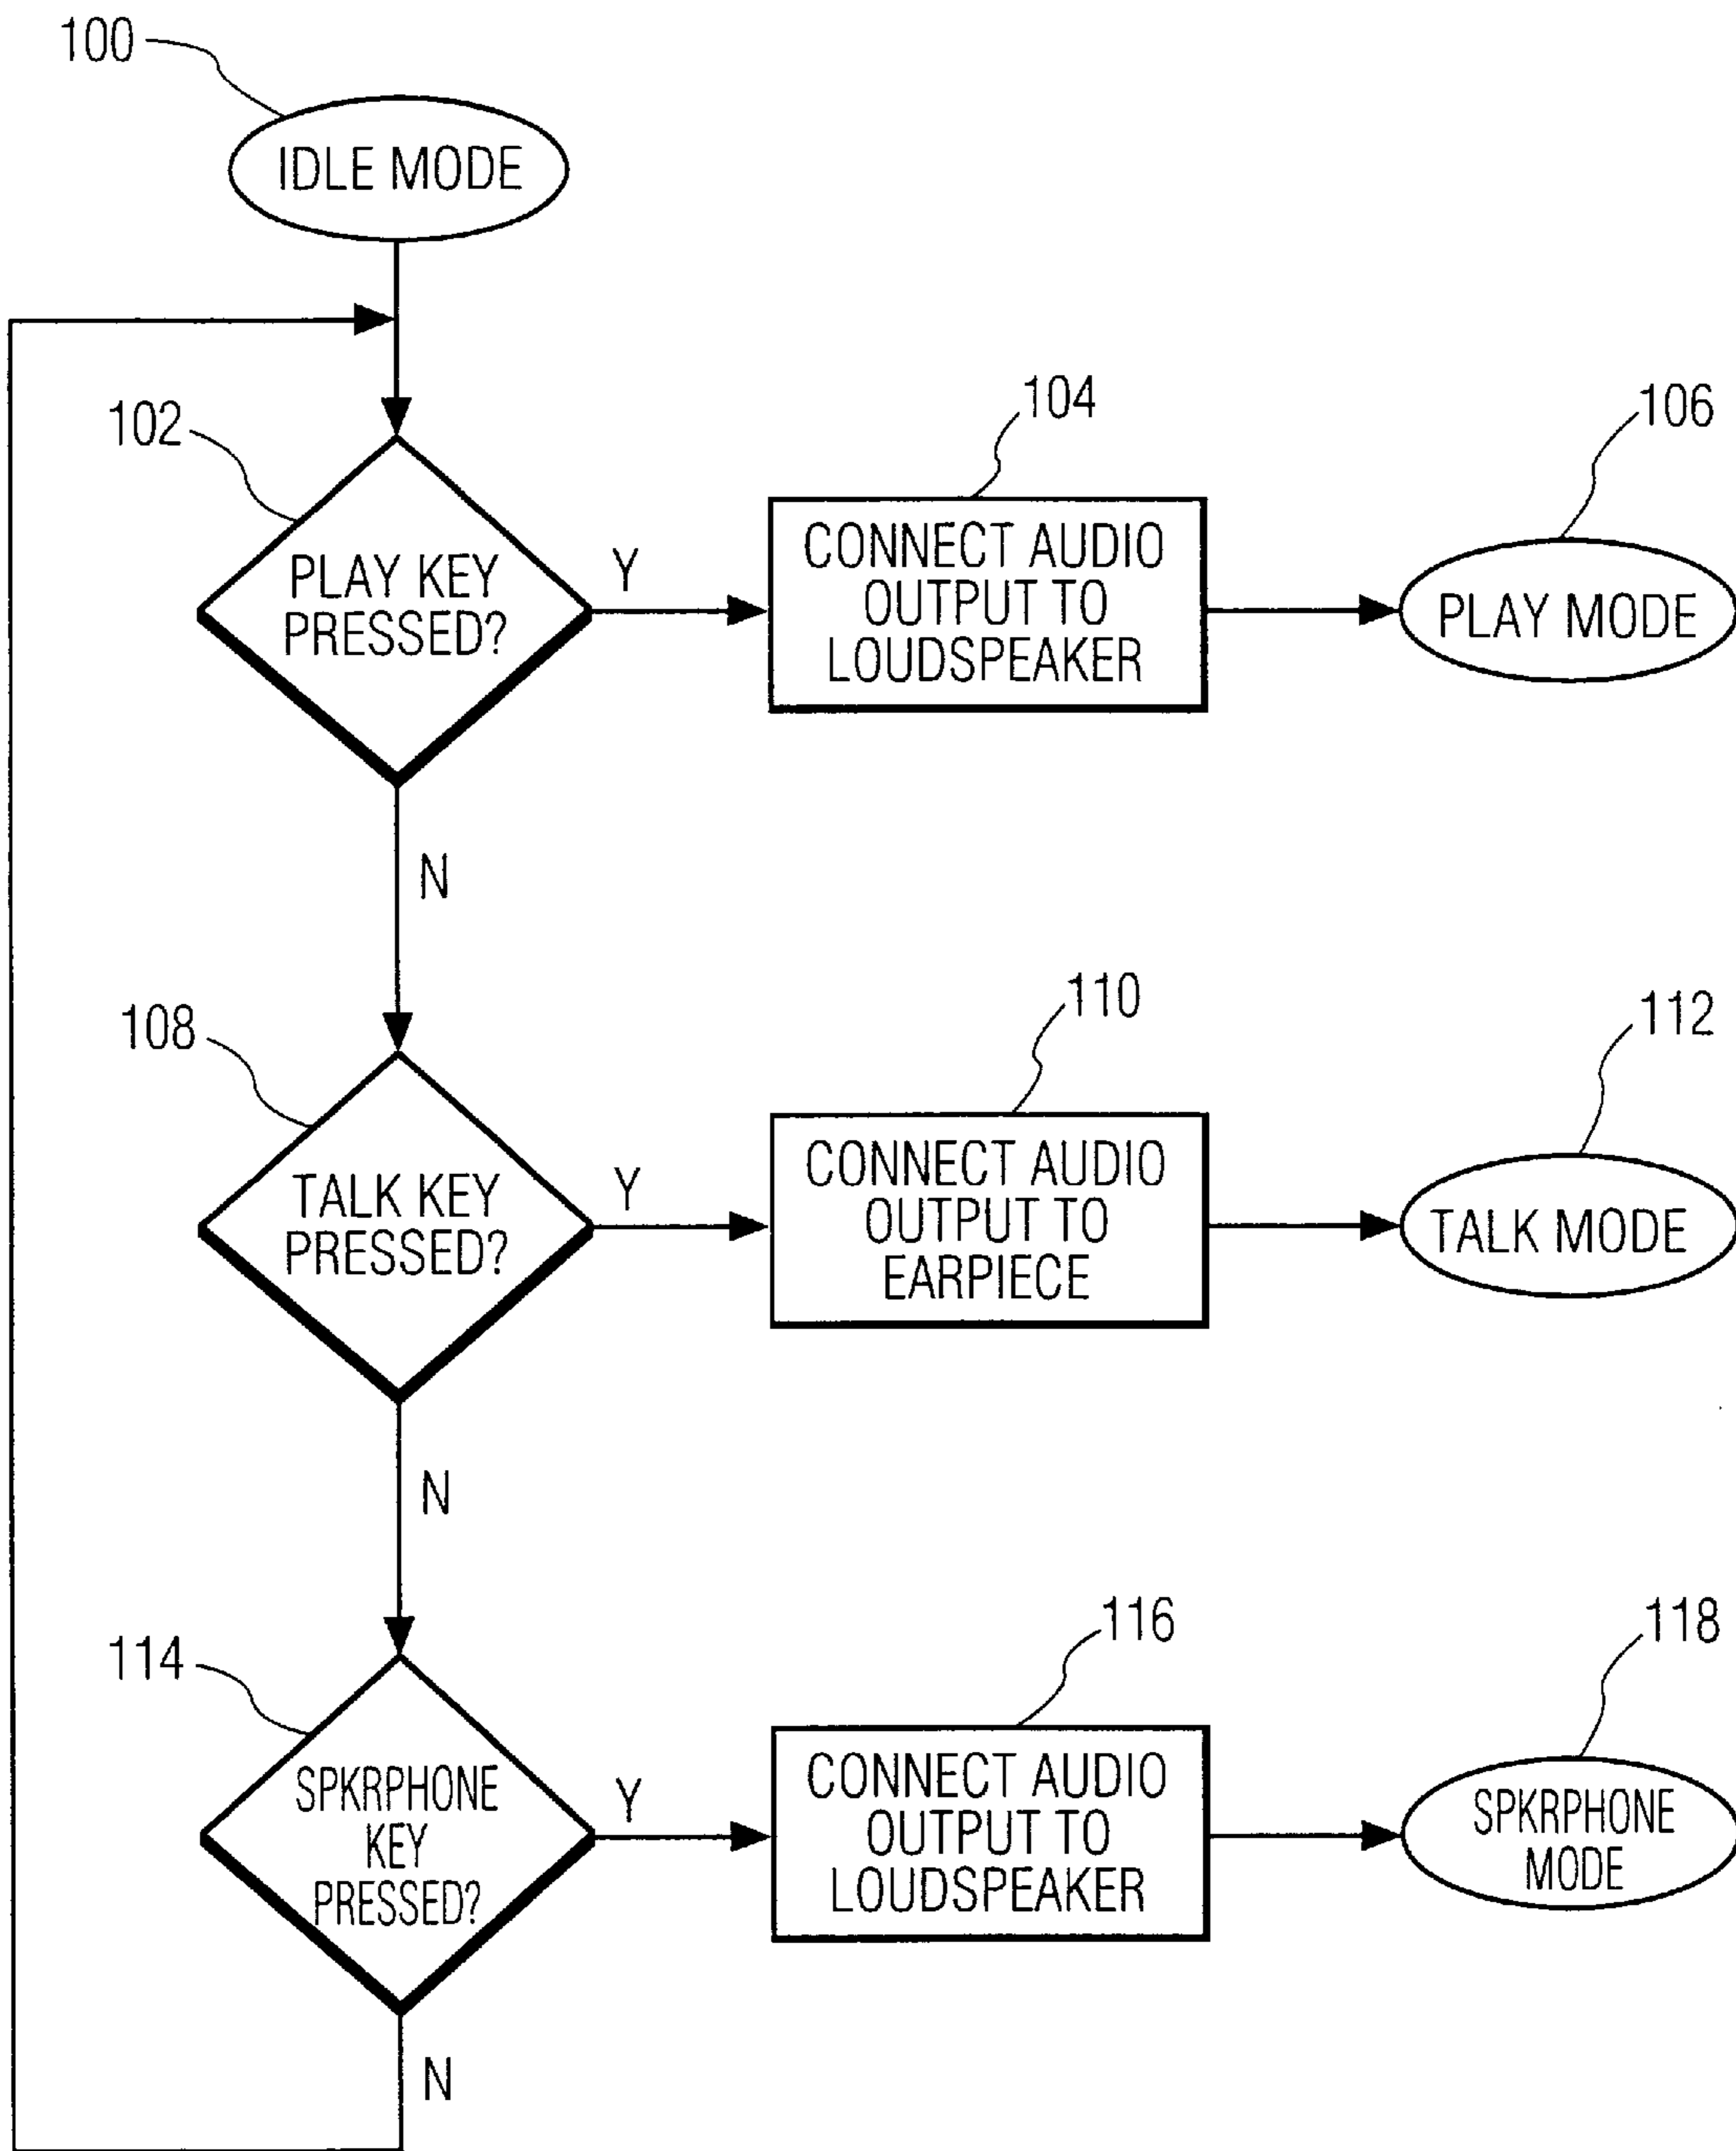 100
IDLE MODE
102
PLAY KEY
PRESSED?
Y
104
CONNECT AUDIO
OUTPUT TO
LOUDSPEAKER
106
PLAY MODE
N
108
TALK KEY
PRESSED?
Y
110
CONNECT AUDIO
OUTPUT TO
EARPIECE
112
TALK MODE
N
114
SPKRPHONE
KEY
PRESSED?
Y
116
CONNECT AUDIO
OUTPUT TO
LOUDSPEAKER
118
SPKRPHONE
MODE
N